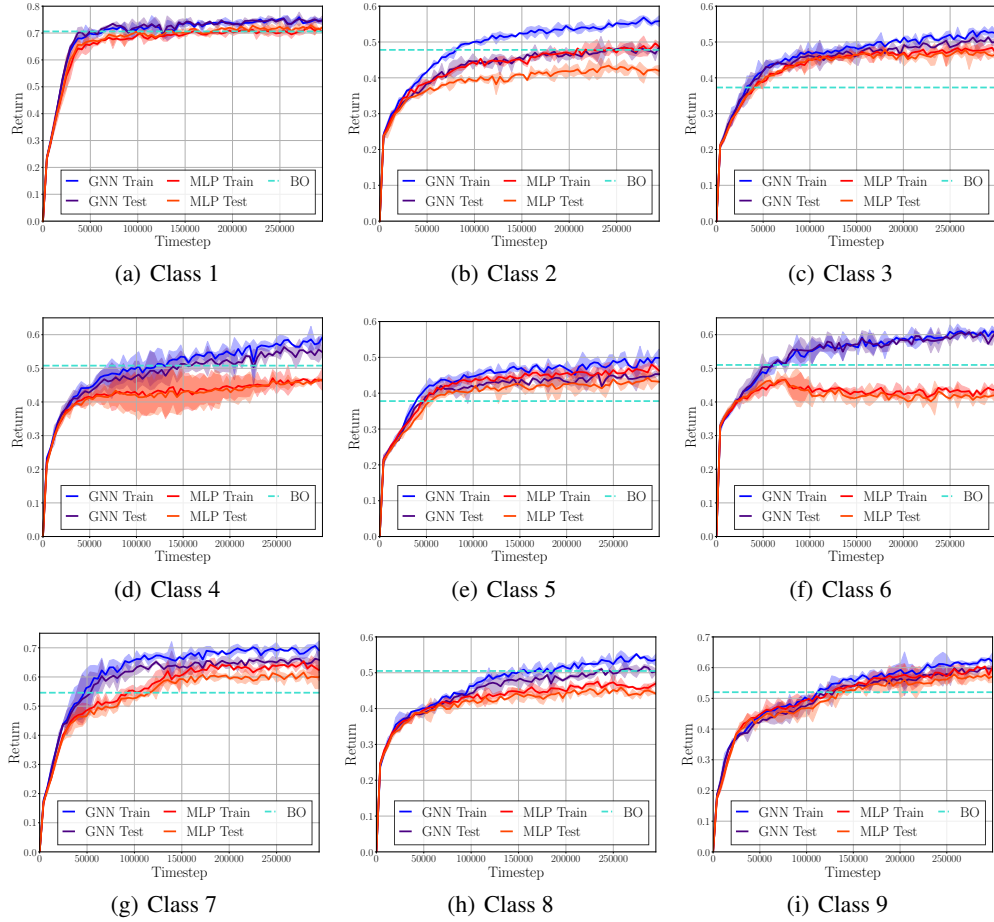 0.8
0.7
0.6
0.5
0.4
0.3
0.2
0.1
0.0
Return
GNN Train MLP Train BO
GNN Test MLP Test
0 50000 100000 150000 200000 250000
Timestep
(a) Class 1
0.6
0.5
0.4
0.3
0.2
0.1
0.0
Return
GNN Train MLP Train BO
GNN Test MLP Test
0 50000 100000 150000 200000 250000
Timestep
(b) Class 2
0.6
0.5
0.4
0.3
0.2
0.1
0.0
Return
GNN Train MLP Train BO
GNN Test MLP Test
0 50000 100000 150000 200000 250000
Timestep
(c) Class 3
0.6
0.5
0.4
0.3
0.2
0.1
0.0
Return
GNN Train MLP Train BO
GNN Test MLP Test
0 50000 100000 150000 200000 250000
Timestep
(d) Class 4
0.6
0.5
0.4
0.3
0.2
0.1
0.0
Return
GNN Train MLP Train BO
GNN Test MLP Test
0 50000 100000 150000 200000 250000
Timestep
(e) Class 5
0.6
0.5
0.4
0.3
0.2
0.1
0.0
Return
GNN Train MLP Train BO
GNN Test MLP Test
0 50000 100000 150000 200000 250000
Timestep
(f) Class 6
0.7
0.6
0.5
0.4
0.3
0.2
0.1
0.0
Return
GNN Train MLP Train BO
GNN Test MLP Test
0 50000 100000 150000 200000 250000
Timestep
(g) Class 7
0.6
0.5
0.4
0.3
0.2
0.1
0.0
Return
GNN Train MLP Train BO
GNN Test MLP Test
0 50000 100000 150000 200000 250000
Timestep
(h) Class 8
0.7
0.6
0.5
0.4
0.3
0.2
0.1
0.0
Return
GNN Train MLP Train BO
GNN Test MLP Test
0 50000 100000 150000 200000 250000
Timestep
(i) Class 9